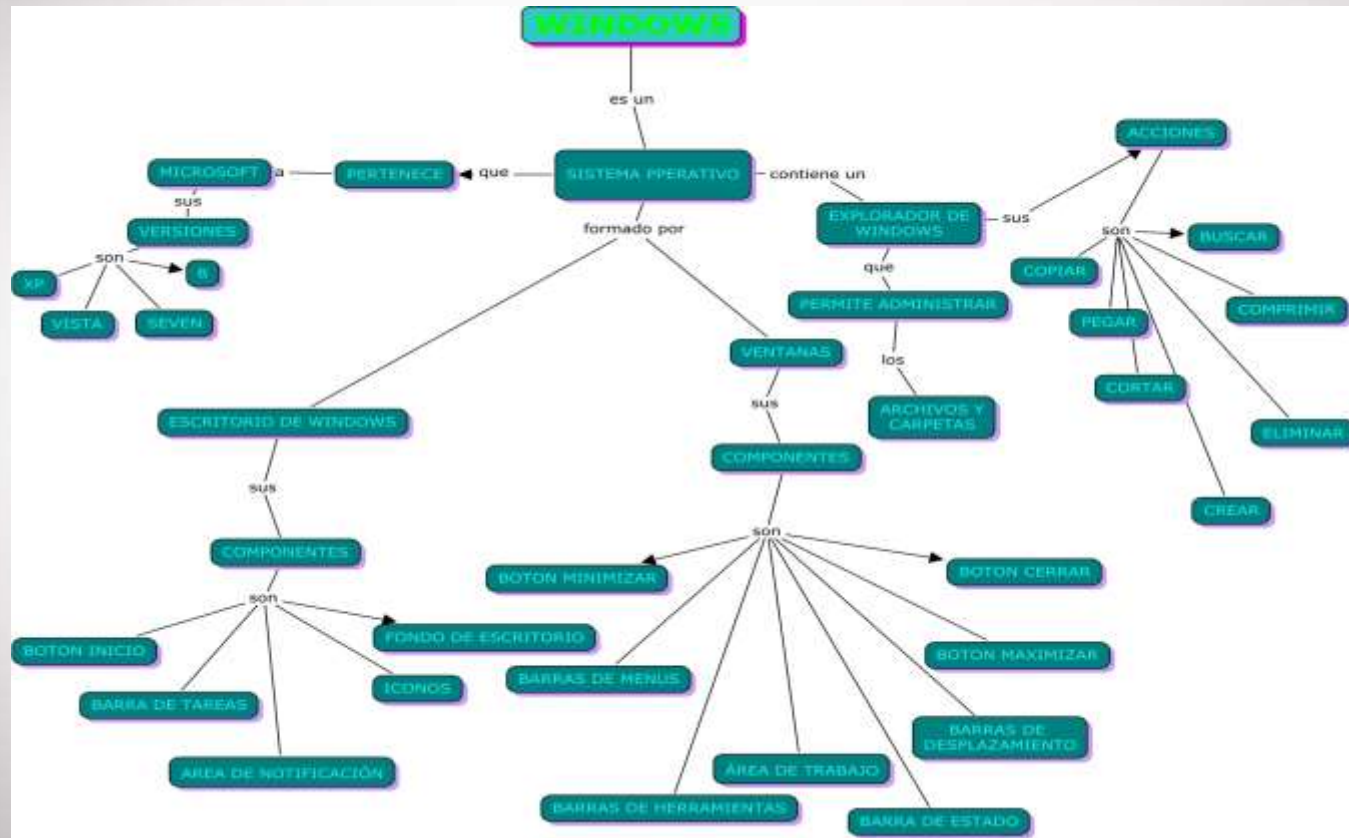 WINDOWS
es un
SISTEMA PPERATIVO
que
PERTENECE
a
MICROSOFT
sus
VERSIONES
son
XP
VISTA
SEVEN
8
contiene un
EXPLORADOR DE
WINDOWS
que
PERMITE ADMINISTRAR
los
ARCHIVOS Y
CARPETAS
sus
ACCIONES
son
COPIAR
PEGAR
CORTAR
CREAR
ELIMINAR
COMPRIMIR
BUSCAR
formado por
ESCRITORIO DE WINDOWS
sus
COMPONENTES
son
BOTON INICIO
BARRA DE TAREAS
AREA DE NOTIFICACIÓN
ICONOS
FONDO DE ESCRITORIO
VENTANAS
sus
COMPONENTES
son
BOTON MINIMIZAR
BARRAS DE MENUS
BARRAS DE HERRAMIENTAS
ÁREA DE TRABAJO
BARRA DE ESTADO
BARRAS DE
DESPLAZAMIENTO
BOTON MAXIMIZAR
BOTON CERRAR